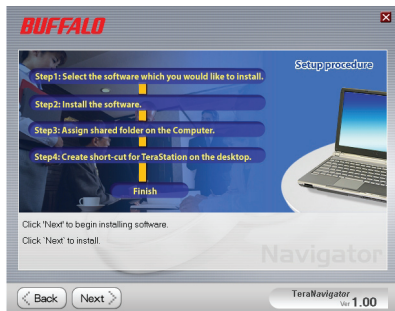 BUFFALO
Setup procedure
Step1: Select the software which you would like to install.
Step2: Install the software.
Step3: Assign shared folder on the Computer.
Step4: Create short-cut for TeraStation on the desktop.
Finish
Click 'Next' to begin installing software.
Click `Next` to install.
Navigator
Back
Next
TeraNavigator
Ver 1.00